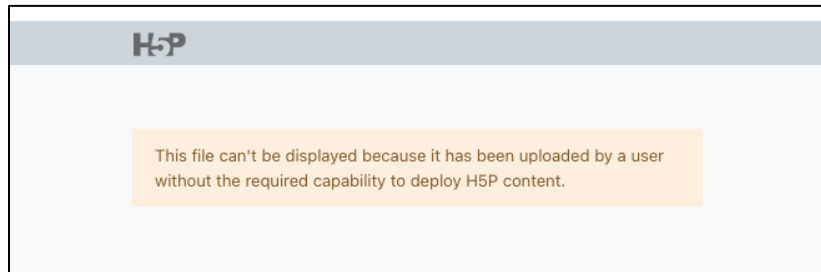 H5P
This file can't be displayed because it has been uploaded by a user
without the required capability to deploy H5P content.